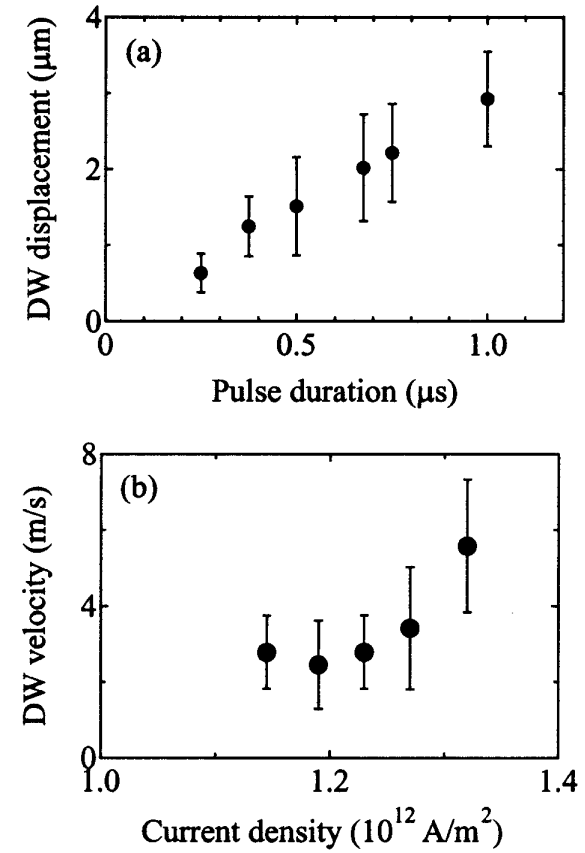 4
(a)
DW displacement (μm)
2
0
0
0.5
1.0
Pulse duration (μs)
8
(b)
DW velocity (m/s)
4
0
1.0
1.2
1.4
Current density (10¹² A/m²)